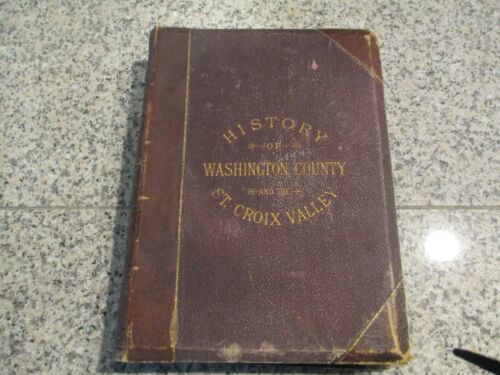 HISTORY
OF
WASHINGTON COUNTY
AND THE
ST. CROIX VALLEY